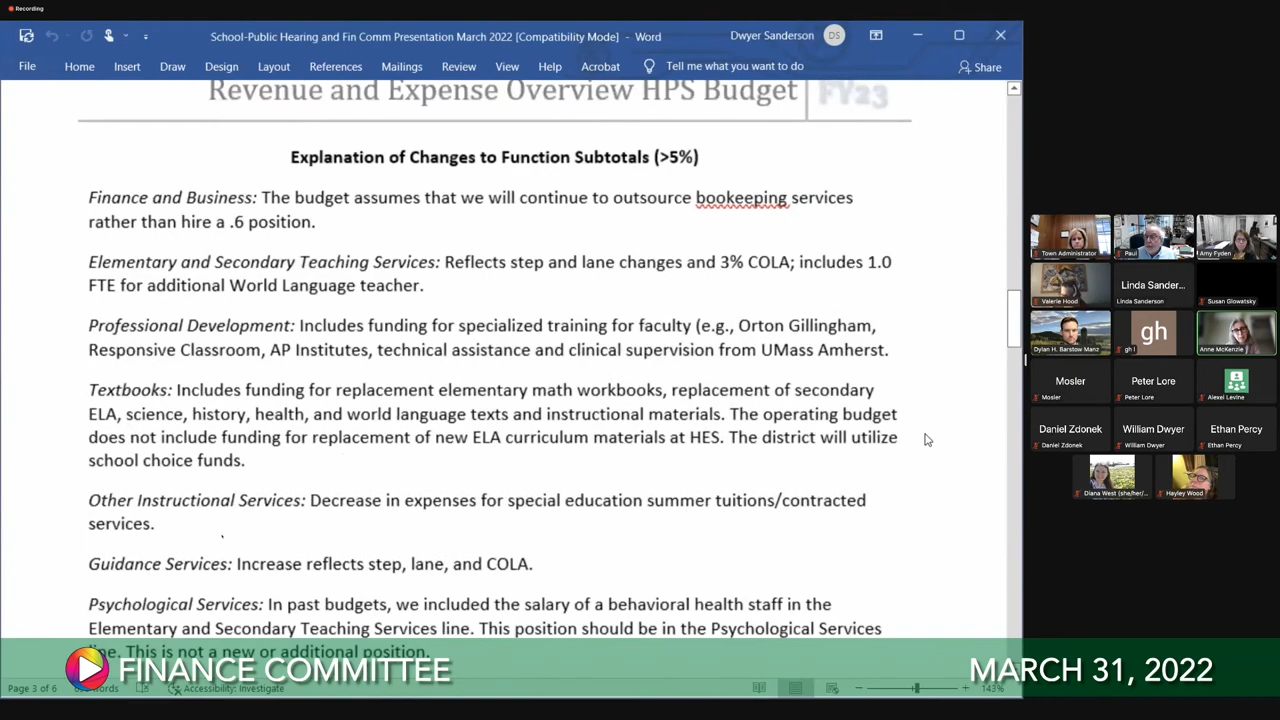 Recording
School-Public Hearing and Fin Comm Presentation March 2022 [Compatibility Mode] - Word
Dwyer Sanderson
DS
File Home Insert Draw Design Layout References Mailings Review View Help Acrobat Tell me what you want to do Share
Revenue and Expense Overview HPS Budget FY23
Explanation of Changes to Function Subtotals (>5%)
Finance and Business: The budget assumes that we will continue to outsource bookeeping services
rather than hire a .6 position.
Elementary and Secondary Teaching Services: Reflects step and lane changes and 3% COLA; includes 1.0
FTE for additional World Language teacher.
Professional Development: Includes funding for specialized training for faculty (e.g., Orton Gillingham,
Responsive Classroom, AP Institutes, technical assistance and clinical supervision from UMass Amherst.
Textbooks: Includes funding for replacement elementary math workbooks, replacement of secondary
ELA, science, history, health, and world language texts and instructional materials. The operating budget
does not include funding for replacement of new ELA curriculum materials at HES. The district will utilize
school choice funds.
Other Instructional Services: Decrease in expenses for special education summer tuitions/contracted
services.
Guidance Services: Increase reflects step, lane, and COLA.
Psychological Services: In past budgets, we included the salary of a behavioral health staff in the
Elementary and Secondary Teaching Services line. This position should be in the Psychological Services
line. This is not a new or additional position.
Page 3 of 6
words
Accessibility: Investigate
143%
FINANCE COMMITTEE
MARCH 31, 2022
Town Administrator
Paul
Amy Fyden
Valerie Hood
Linda Sander...
Linda Sanderson
Susan Glowatsky
Dylan H. Barstow Manz
gh
gh l
Anne McKenzie
Mosler
Mosler
Peter Lore
Peter Lore
Alexel Levine
Daniel Zdonek
Daniel Zdonek
William Dwyer
William Dwyer
Ethan Percy
Ethan Percy
Diana West (she/her/...
Hayley Wood